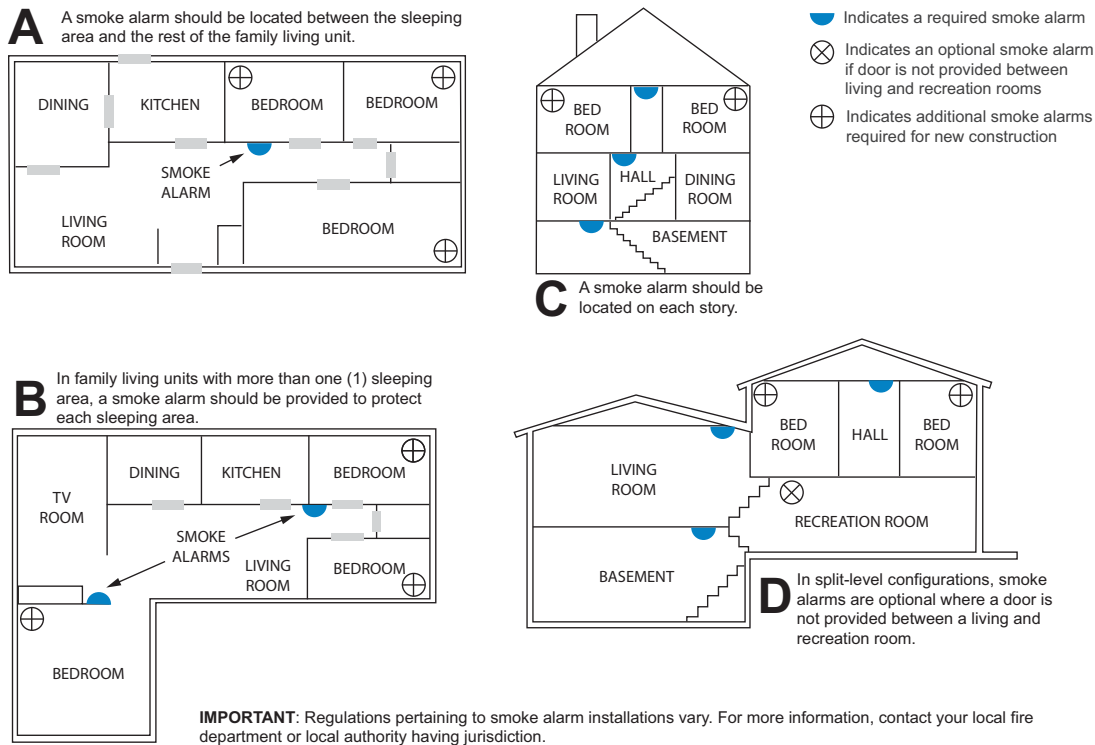 A
A smoke alarm should be located between the sleeping
area and the rest of the family living unit.
DINING
KITCHEN
BEDROOM
BEDROOM
SMOKE
ALARM
LIVING
ROOM
BEDROOM
BED
ROOM
BED
ROOM
LIVING
ROOM
HALL
DINING
ROOM
BASEMENT
C
A smoke alarm should be
located on each story.
Indicates a required smoke alarm
Indicates an optional smoke alarm
if door is not provided between
living and recreation rooms
Indicates additional smoke alarms
required for new construction
B
In family living units with more than one (1) sleeping
area, a smoke alarm should be provided to protect
each sleeping area.
TV
ROOM
DINING
KITCHEN
BEDROOM
SMOKE
ALARMS
LIVING
ROOM
BEDROOM
BEDROOM
BED
ROOM
HALL
BED
ROOM
LIVING
ROOM
RECREATION ROOM
BASEMENT
D
In split-level configurations, smoke
alarms are optional where a door is
not provided between a living and
recreation room.
IMPORTANT: Regulations pertaining to smoke alarm installations vary. For more information, contact your local fire
department or local authority having jurisdiction.